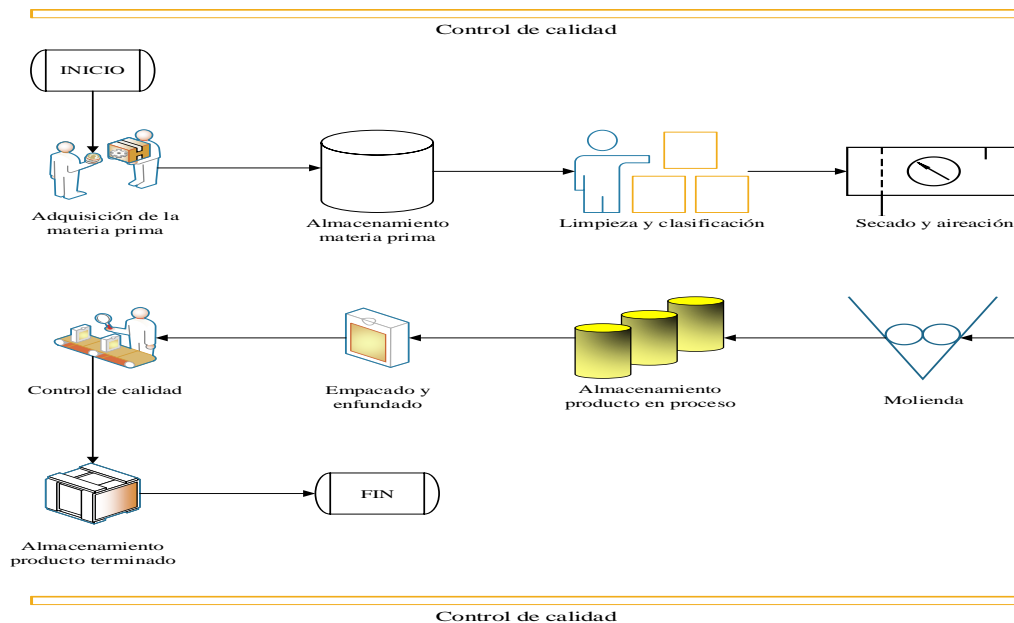 Control de calidad
INICIO
Adquisición de la
materia prima
Almacenamiento
materia prima
Limpieza y clasificación
Secado y aireación
Control de calidad
Empacado y
enfundado
Almacenamiento
producto en proceso
Molienda
FIN
Almacenamiento
producto terminado
Control de calidad